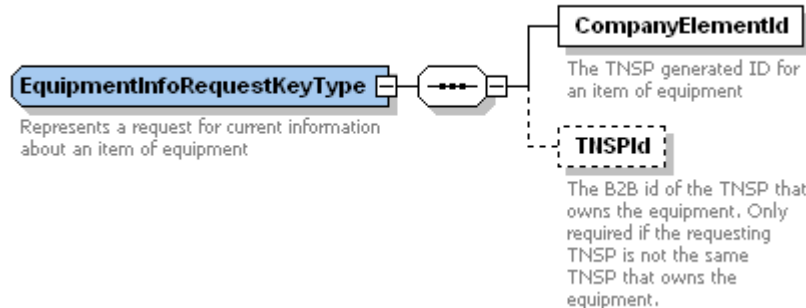 EquipmentInfoRequestKeyType
Represents a request for current information
about an item of equipment
CompanyElementId
The TNSP generated ID for
an item of equipment
TNSPId
The B2B id of the TNSP that
owns the equipment. Only
required if the requesting
TNSP is not the same
TNSP that owns the
equipment.